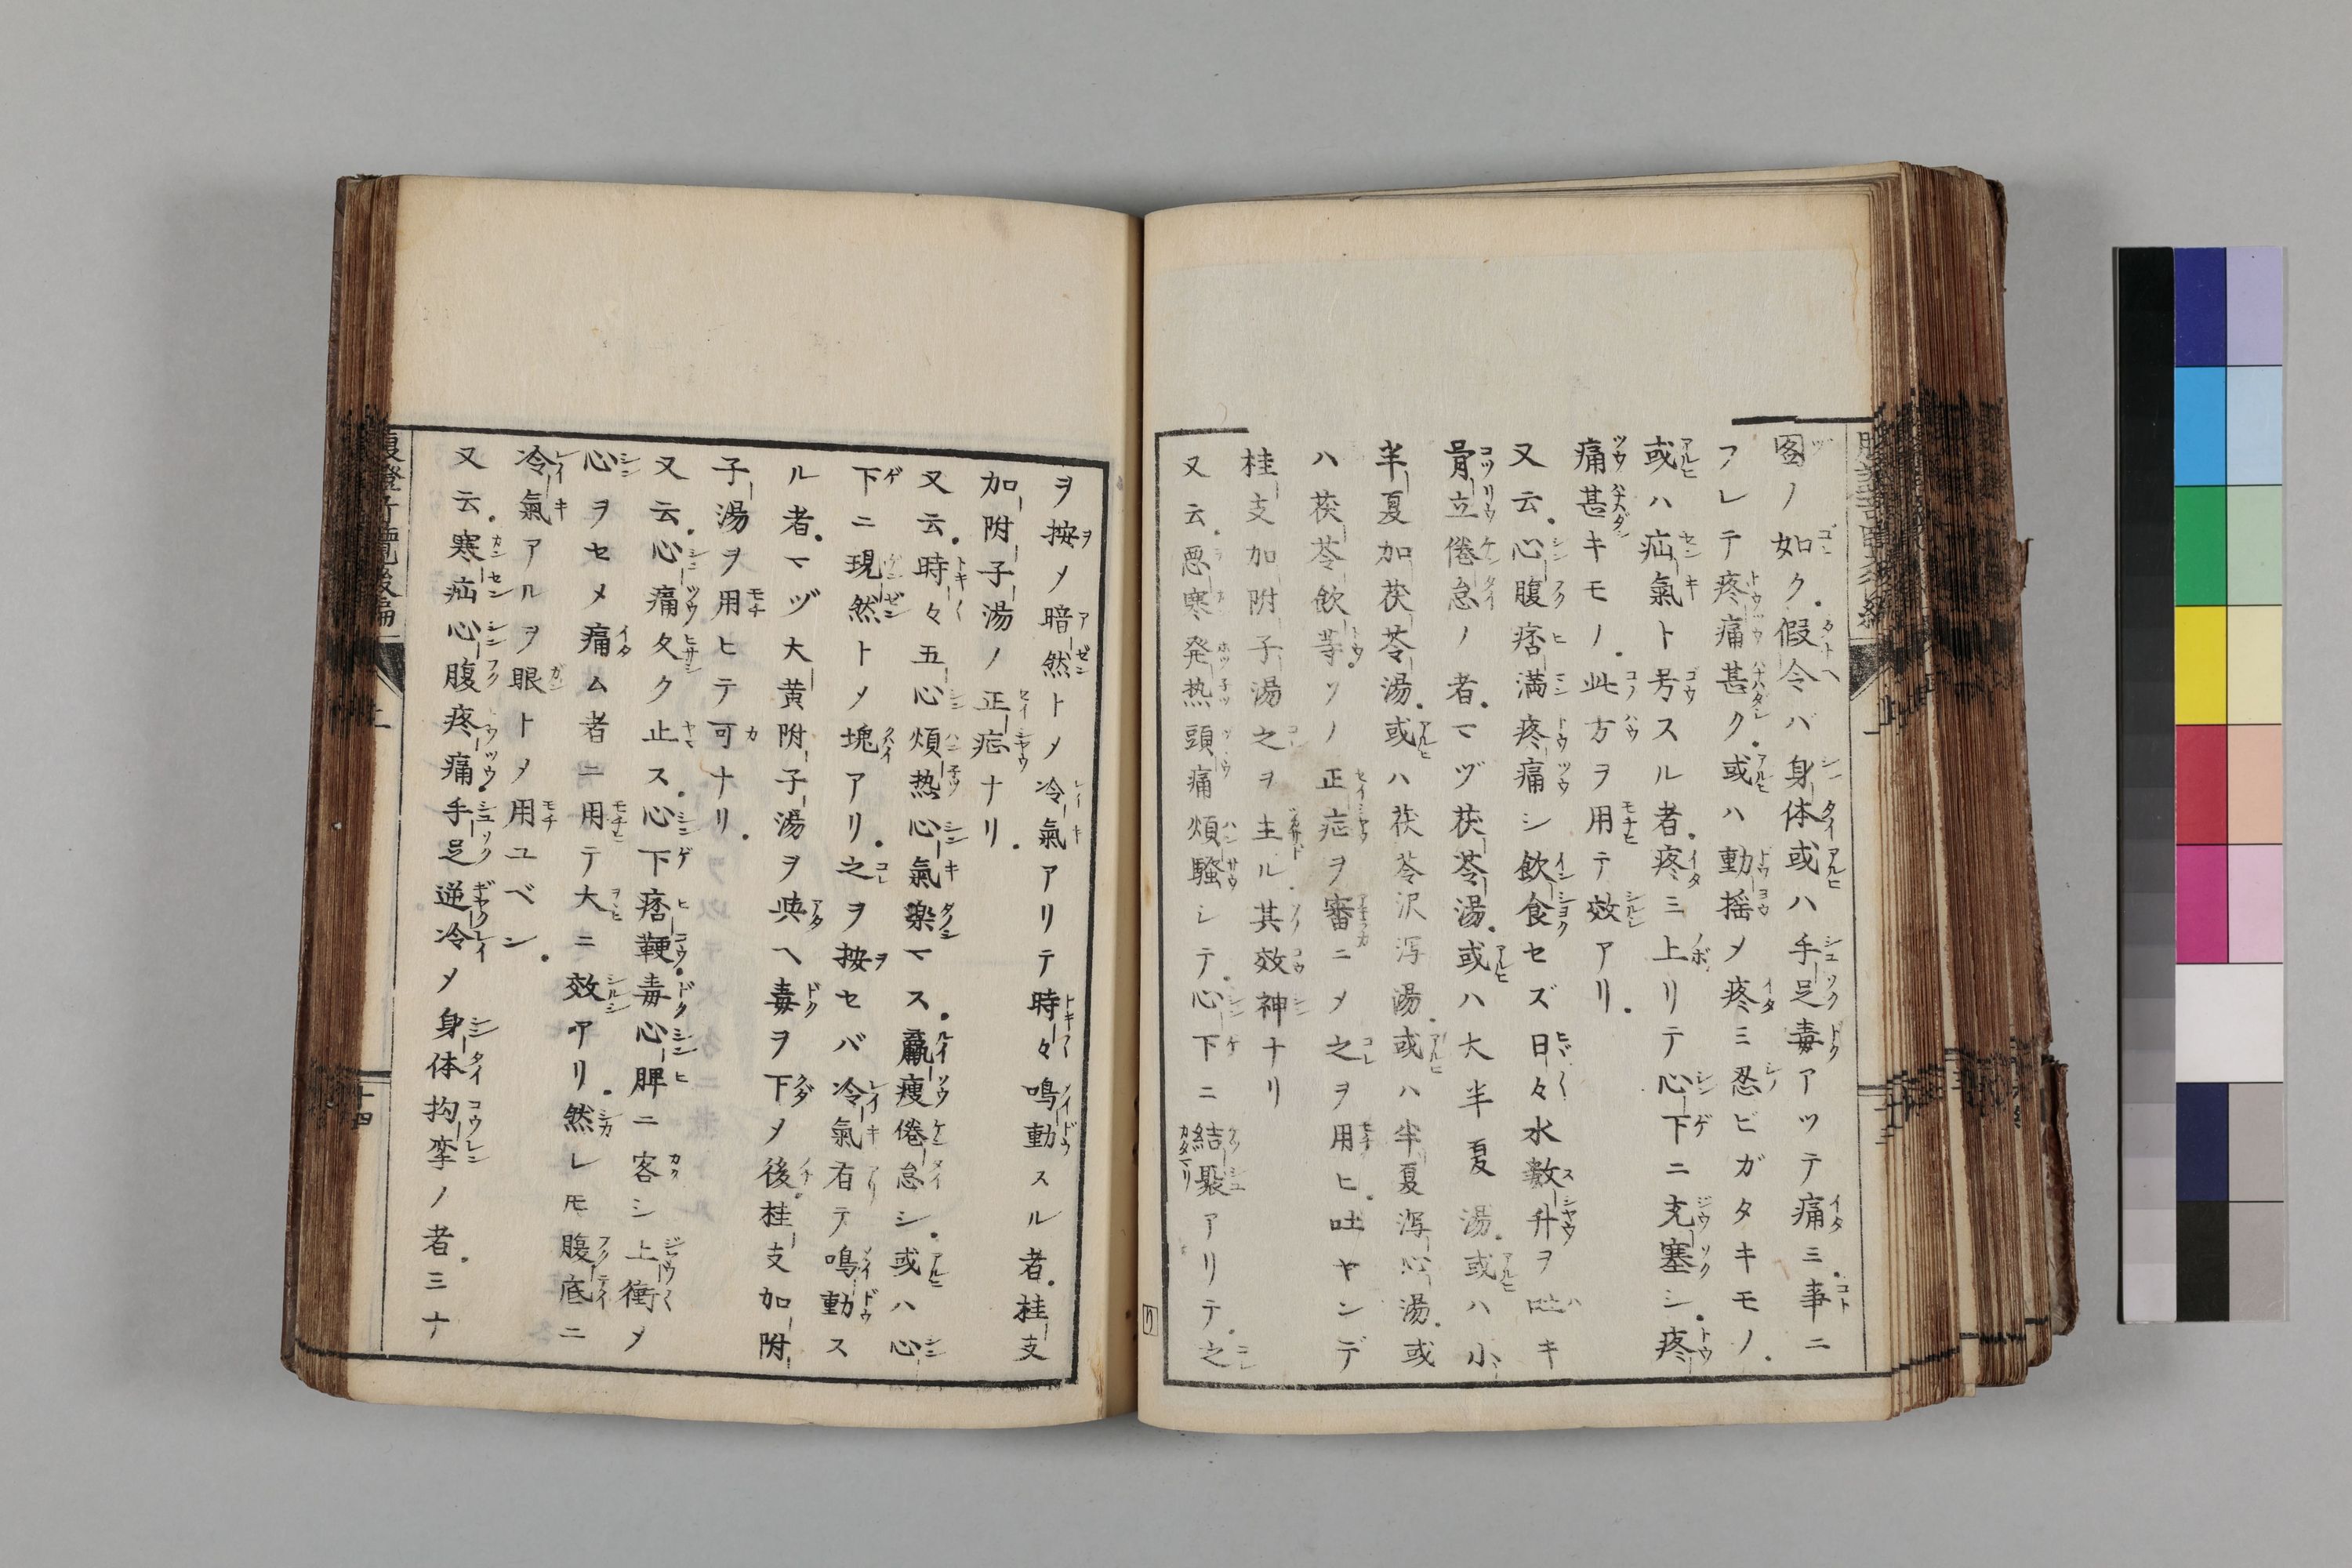 図ノ如ク。假令バ身体或ハ手足毒アツテ痛ミ。事ニ
アレテ疼痛甚ク。或ハ動揺メ疼ミ忍ビガタキモノ。
或ハ疝氣ト号スル者。疼ミ上リテ心下ニ充塞シ。疼
痛甚キモノ。此方ヲ用テ效アリ。
又云。心腹痞満疼痛シ飲食セズ日々水數升ヲ吐キ
骨立倦怠ノ者。マヅ茯苓湯。或ハ大半夏湯。或ハ小
半夏加茯苓湯。或ハ茯苓沢泻湯。或ハ半夏泻心湯。或
ハ茯苓飲等。ソノ正症ヲ審ニメ之ヲ用ヒ。吐ヤンデ
桂支加附子湯之ヲ主ル。其效神ナリ
又云。悪寒発热頭痛煩騷シテ。心下ニ結聚アリテ。之
ヲ按メ暗然トメ冷氣アリテ時々鳴動スル者。桂支
加附子湯ノ正症ナリ。
又云。時々五心煩热心氣楽マス。羸痩倦怠シ。或ハ心
下ニ現然トメ塊アリ。之ヲ按セバ冷氣有テ鳴動ス
ル者。マヅ大黄附子湯ヲ與ヘ毒ヲ下メ後。桂支加附
子湯ヲ用ヒテ可ナリ。
又云。心痛久ク止ス。心下痞鞕。毒心脾ニ客シ上衝メ
心ヲセメ痛ム者ニ用テ大ニ效アリ。然レモ腹底ニ
冷氣アルヲ眼トメ用ユベシ。
又云。寒疝心腹疼痛。手足逆冷メ身体拘挛ノ者。ミナ
十四